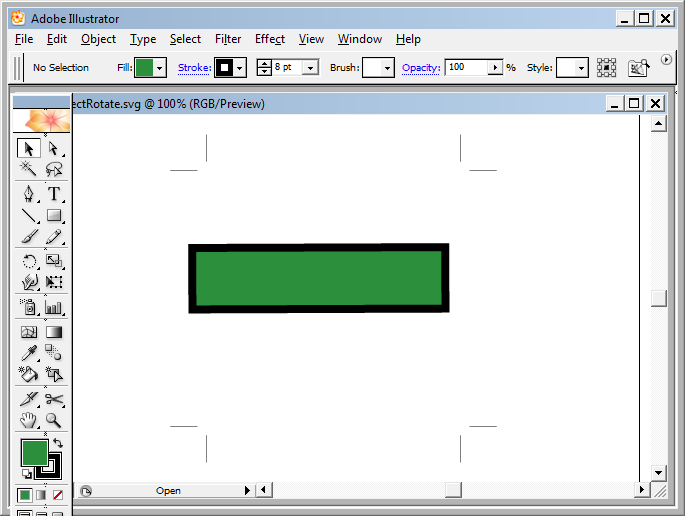 Adobe Illustrator
File Edit Object Type Select Filter Effect View Window Help
No Selection Fill: Stroke: 8 pt Brush: Opacity: 100 % Style:
ectRotate.svg @ 100% (RGB/Preview)
T
Open